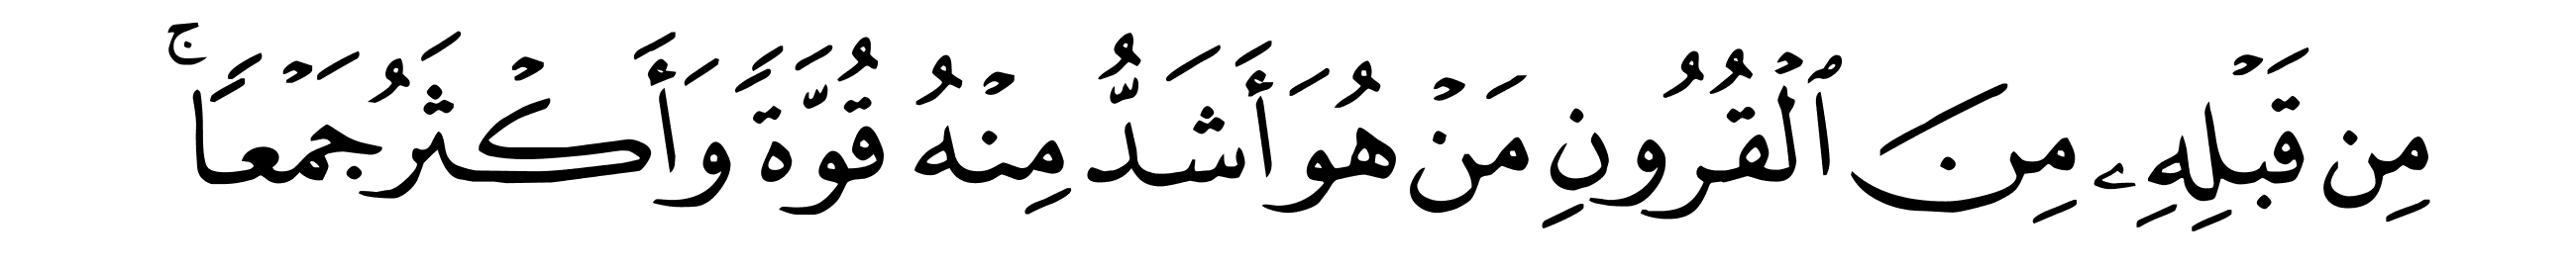 مِن قَبْلِهِۦ مِنَ ٱلْقُرُونِ مَنْ هُوَ أَشَدُّ مِنْهُ قُوَّةً وَأَكْثَرُ جَمْعًاۚ